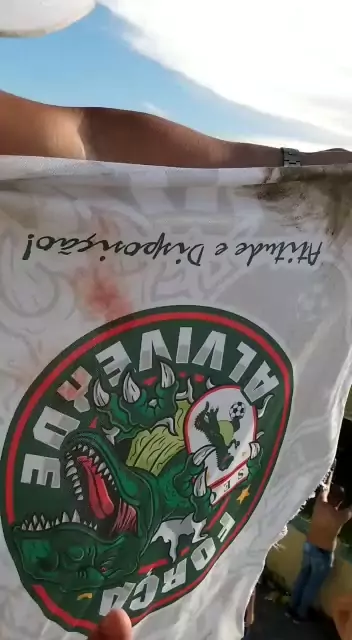 Atitude e Disposição!
FORÇA
ALVIVERDE
S.E.